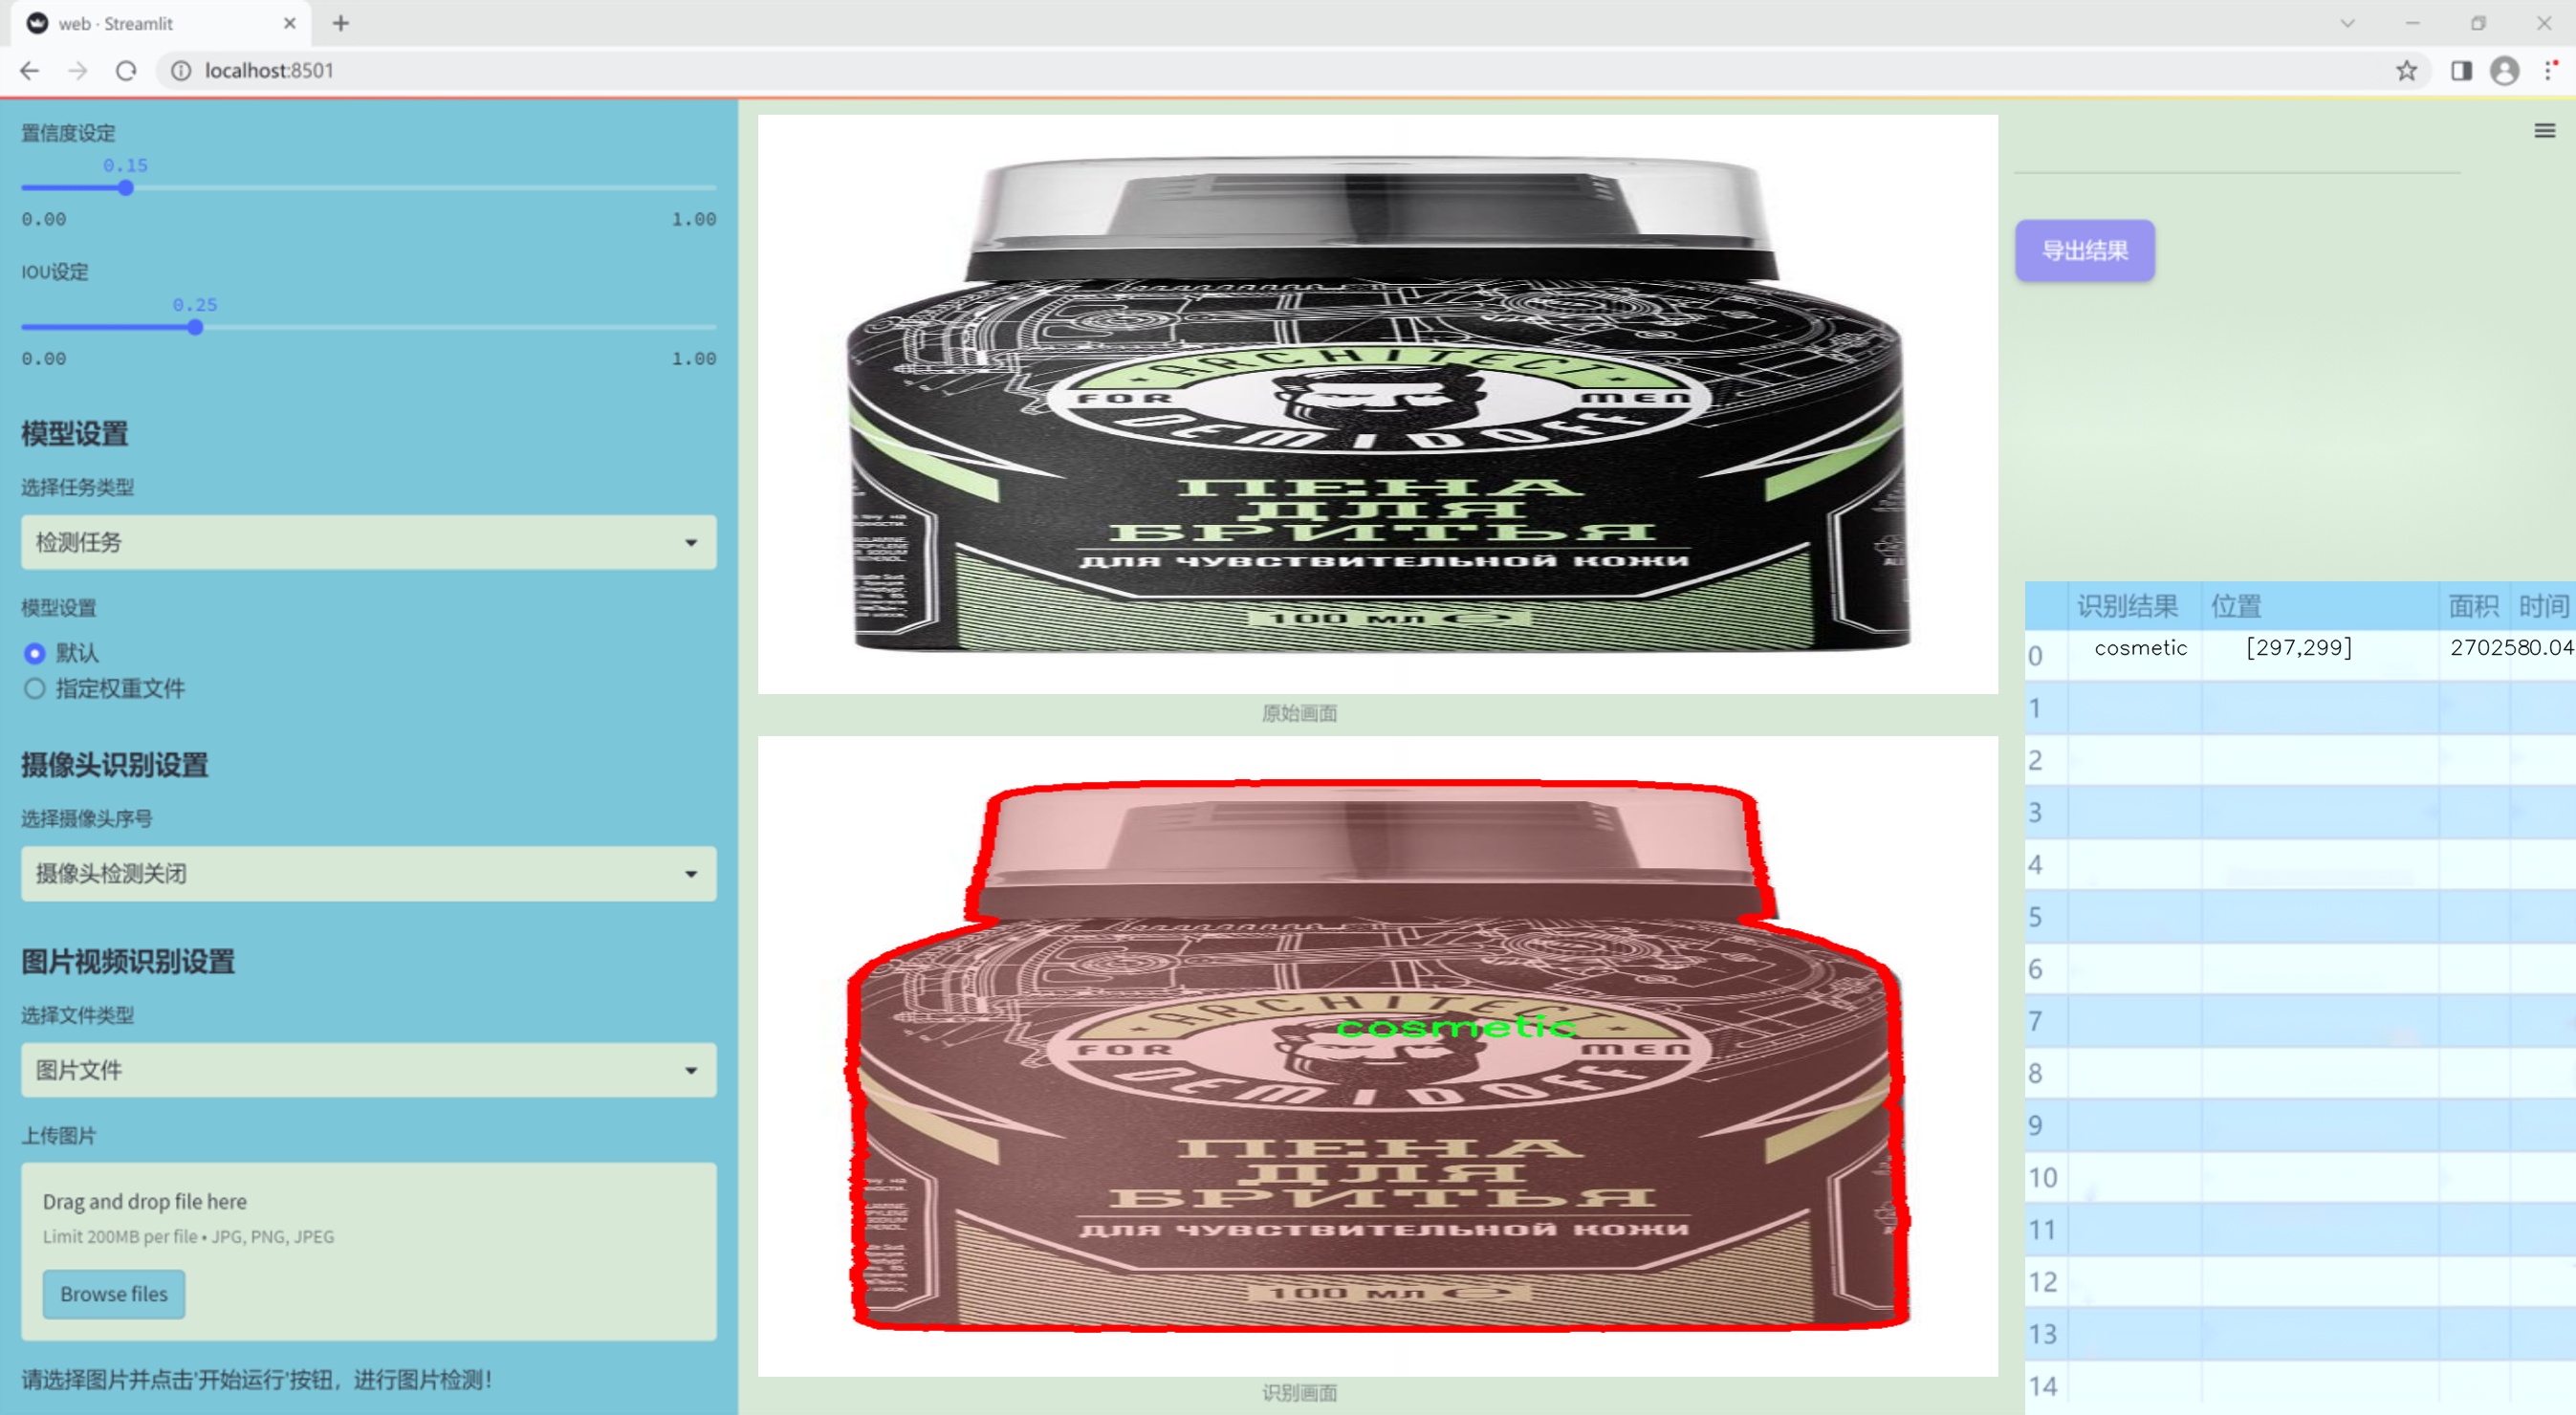 web · Streamlit
localhost:8501
置信度设定
0.15
0.00 1.00
IOU设定
0.25
0.00 1.00
模型设置
选择任务类型
检测任务
模型设置
默认
指定权重文件
摄像头识别设置
选择摄像头序号
摄像头检测关闭
图片视频识别设置
选择文件类型
图片文件
上传图片
Drag and drop file here
Limit 200MB per file • JPG, PNG, JPEG
Browse files
请选择图片并点击'开始运行'按钮，进行图片检测！
ARCHITECT
FOR MEN
DEMIDOFF
ПЕНА
ДЛЯ
БРИТЬЯ
ДЛЯ ЧУВСТВИТЕЛЬНОЙ КОЖИ
100 мл e
原始画面
ARCHITECT
cosmetic
FOR MEN
DEMIDOFF
ПЕНА
ДЛЯ
БРИТЬЯ
ДЛЯ ЧУВСТВИТЕЛЬНОЙ КОЖИ
100 мл e
识别画面
导出结果
识别结果 位置 面积 时间
0 cosmetic [297,299] 2702580.04
1
2
3
4
5
6
7
8
9
10
11
12
13
14